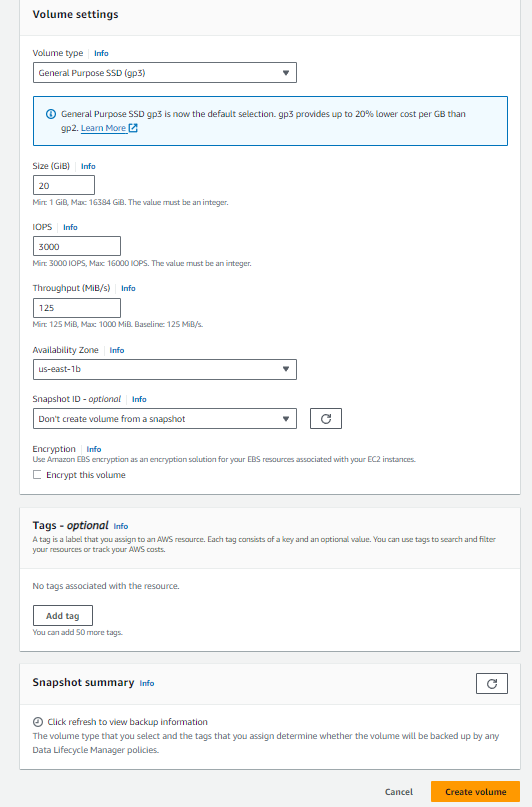 Volume settings
Volume type Info
General Purpose SSD (gp3)
General Purpose SSD gp3 is now the default selection. gp3 provides up to 20% lower cost per GB than
gp2. Learn More
Size (GiB) Info
20
Min: 1 GiB, Max: 16384 GiB. The value must be an integer.
IOPS Info
3000
Min: 3000 IOPS, Max: 16000 IOPS. The value must be an integer.
Throughput (MiB/s) Info
125
Min: 125 MiB, Max: 1000 MiB. Baseline: 125 MiB/s.
Availability Zone Info
us-east-1b
Snapshot ID - optional Info
Don't create volume from a snapshot
Encryption Info
Use Amazon EBS encryption as an encryption solution for your EBS resources associated with your EC2 instances.
Encrypt this volume
Tags - optional Info
A tag is a label that you assign to an AWS resource. Each tag consists of a key and an optional value. You can use tags to search and filter
your resources or track your AWS costs.
No tags associated with the resource.
Add tag
You can add 50 more tags.
Snapshot summary Info
Click refresh to view backup information
The volume type that you select and the tags that you assign determine whether the volume will be backed up by any
Data Lifecycle Manager policies.
Cancel Create volume